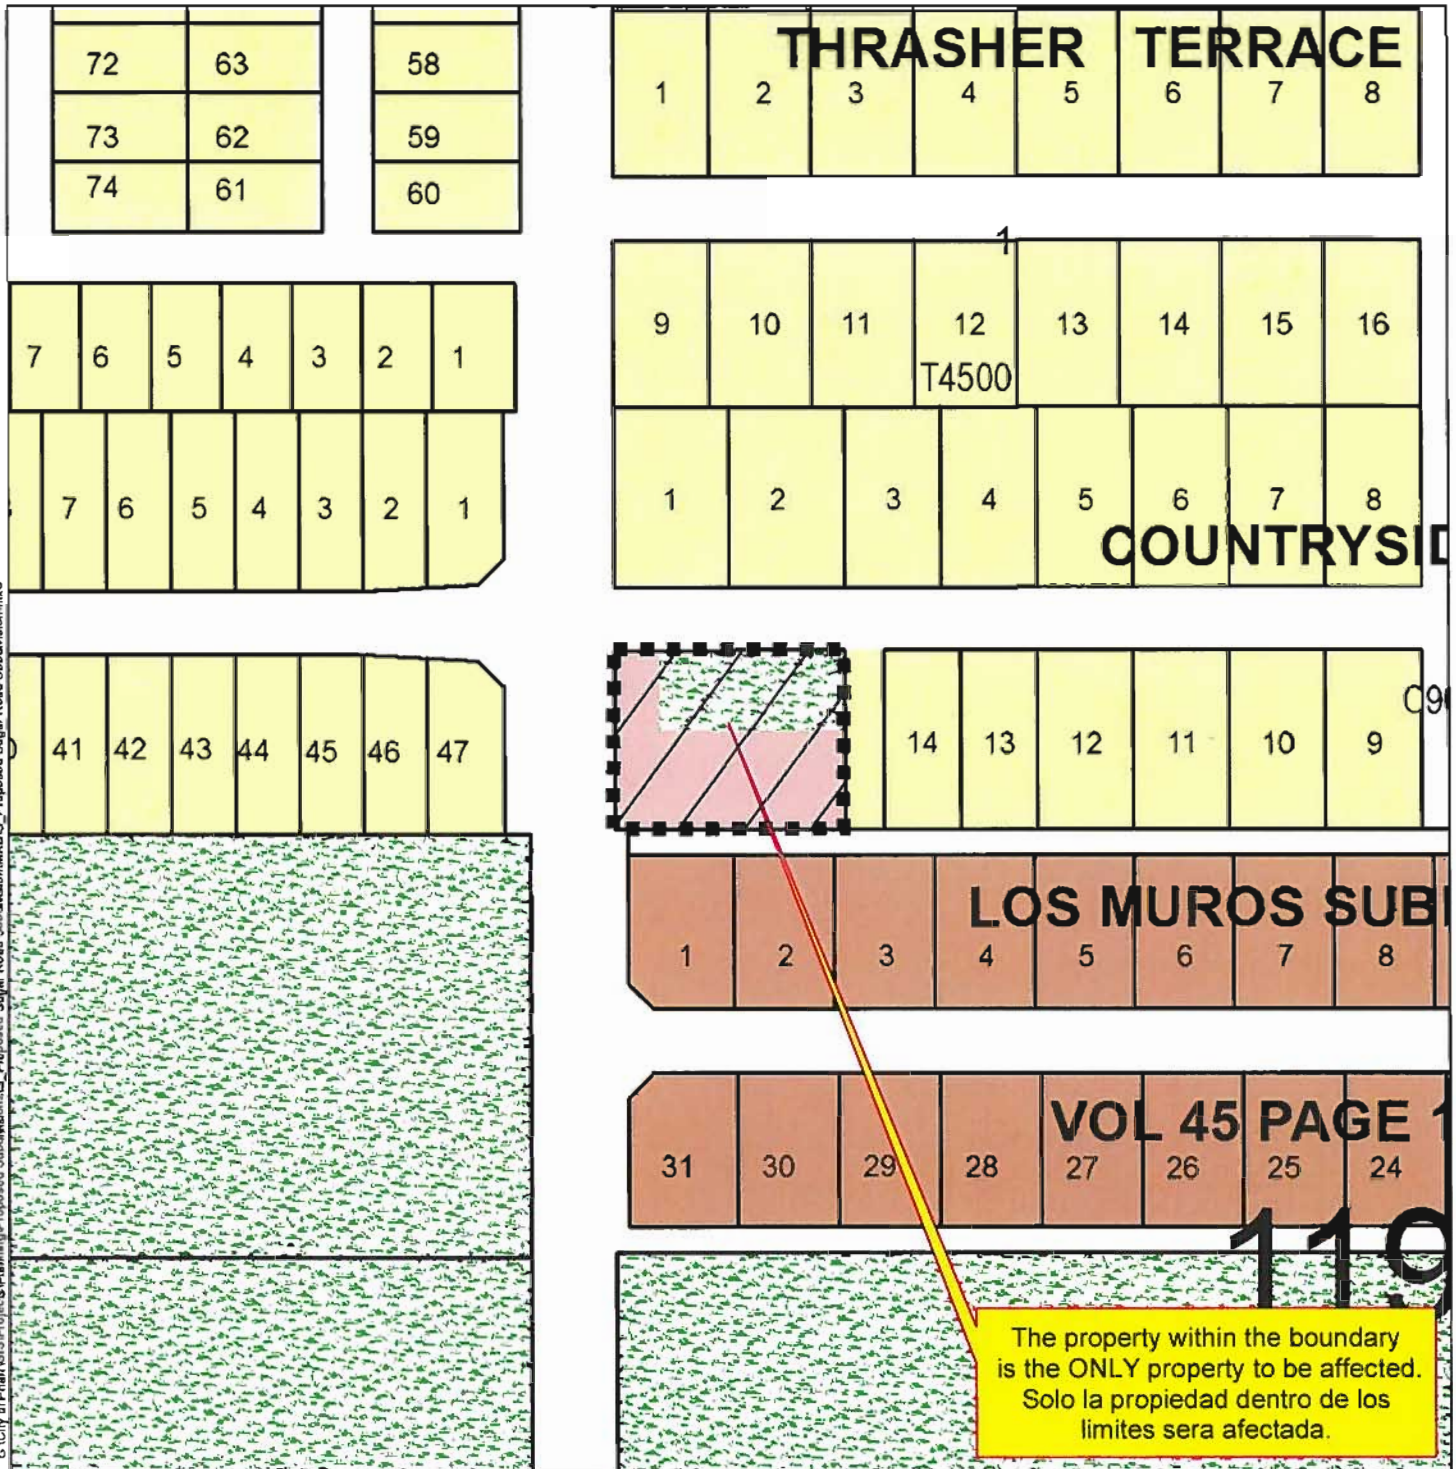 THRASHER TERRACE
72 63 58
1 2 3 4 5 6 7 8
73 62 59
74 61 60
1
9 10 11 12 13 14 15 16
T4500
7 6 5 4 3 2 1
7 6 5 4 3 2 1
1 2 3 4 5 6 7 8
COUNTRYSID
41 42 43 44 45 46 47
14 13 12 11 10 9
C90
LOS MUROS SUB
1 2 3 4 5 6 7 8
VOL 45 PAGE 1
31 30 29 28 27 26 25 24
119
The property within the boundary
is the ONLY property to be affected.
Solo la propiedad dentro de los
limites sera afectada.